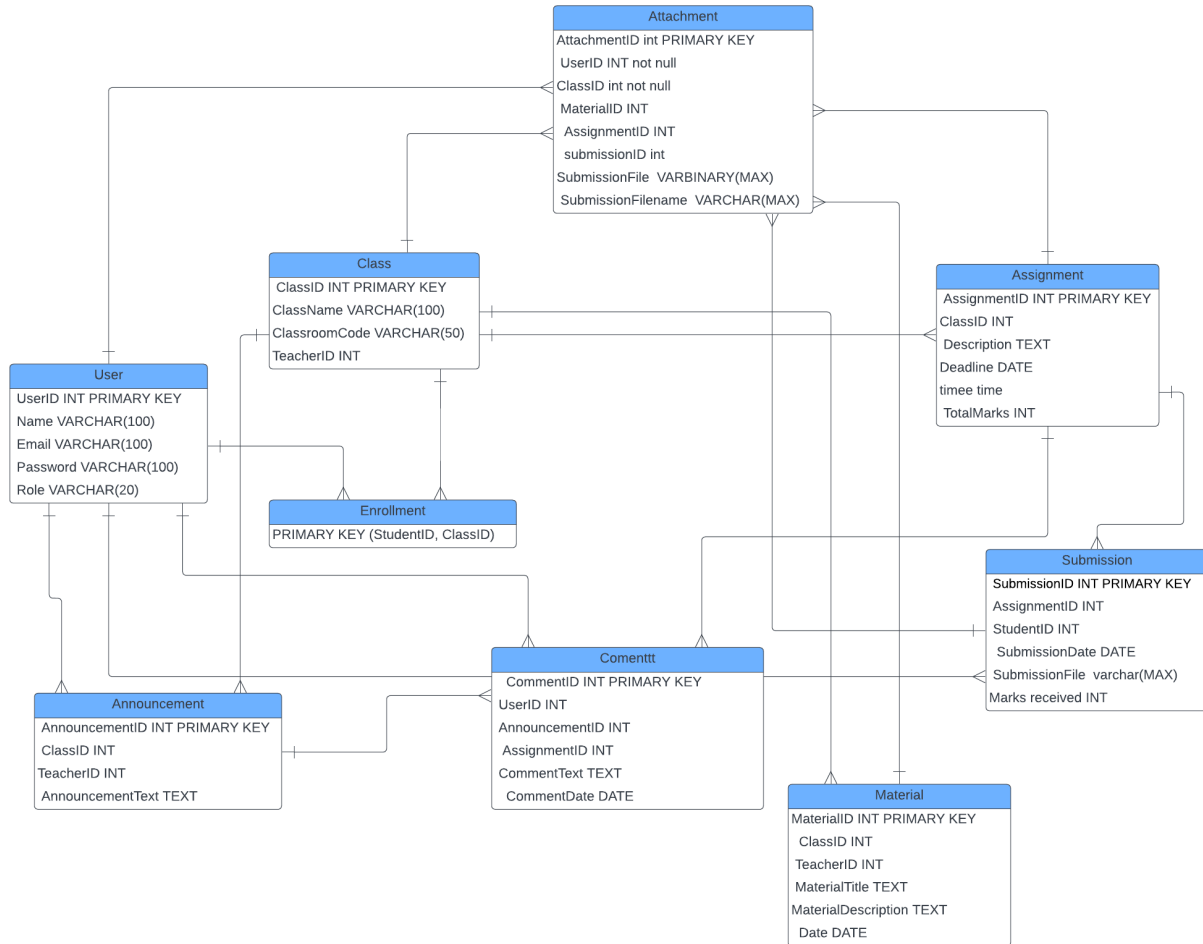 Attachment
AttachmentID int PRIMARY KEY
UserID INT not null
ClassID int not null
MaterialID INT
AssignmentID INT
submissionID int
SubmissionFile VARBINARY(MAX)
SubmissionFilename VARCHAR(MAX)
Class
ClassID INT PRIMARY KEY
ClassName VARCHAR(100)
ClassroomCode VARCHAR(50)
TeacherID INT
Assignment
AssignmentID INT PRIMARY KEY
ClassID INT
Description TEXT
Deadline DATE
timee time
TotalMarks INT
User
UserID INT PRIMARY KEY
Name VARCHAR(100)
Email VARCHAR(100)
Password VARCHAR(100)
Role VARCHAR(20)
Enrollment
PRIMARY KEY (StudentID, ClassID)
Submission
SubmissionID INT PRIMARY KEY
AssignmentID INT
StudentID INT
SubmissionDate DATE
SubmissionFile varchar(MAX)
Marks received INT
Comenttt
CommentID INT PRIMARY KEY
UserID INT
AnnouncementID INT
AssignmentID INT
CommentText TEXT
CommentDate DATE
Announcement
AnnouncementID INT PRIMARY KEY
ClassID INT
TeacherID INT
AnnouncementText TEXT
Material
MaterialID INT PRIMARY KEY
ClassID INT
TeacherID INT
MaterialTitle TEXT
MaterialDescription TEXT
Date DATE